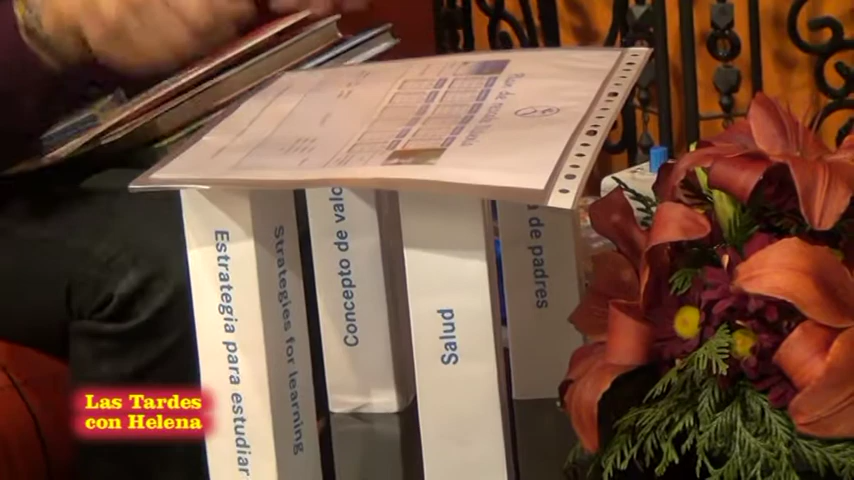 Estrategia para estudiar
Strategies for learning
Concepto de valo
Salud
a de padres
Las Tardes
con Helena